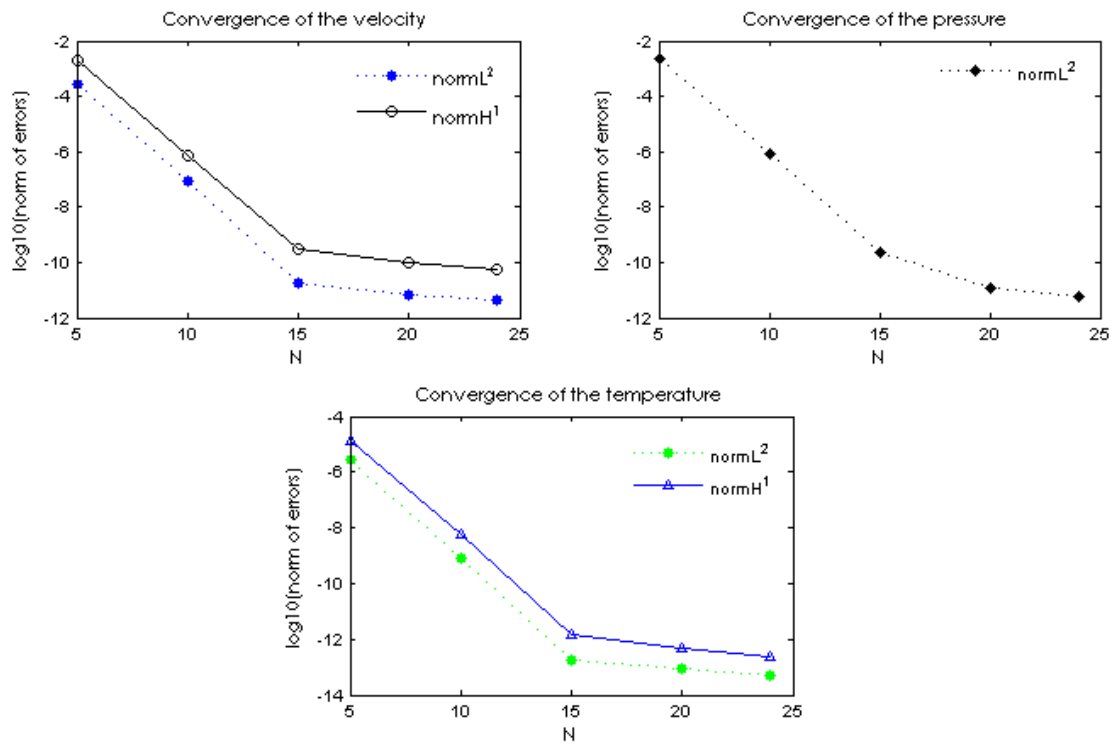 Convergence of the velocity
-2
-4
-6
-8
-10
-12
log10(norm of errors)
normL²
normH¹
5 10 15 20 25
N
Convergence of the pressure
-2
-4
-6
-8
-10
-12
log10(norm of errors)
normL²
5 10 15 20 25
N
Convergence of the temperature
-4
-6
-8
-10
-12
-14
log10(norm of errors)
normL²
normH¹
5 10 15 20 25
N